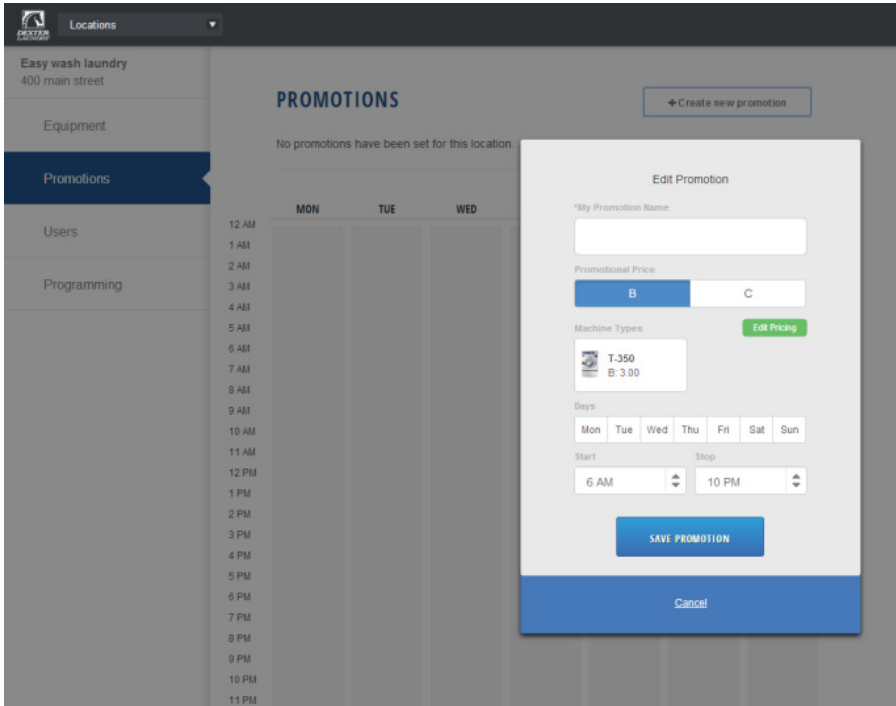 DEXTER
LAUNDRY
Locations
Easy wash laundry
400 main street
Equipment
Promotions
Users
Programming
PROMOTIONS
+Create new promotion
No promotions have been set for this location.
MON TUE WED
12 AM
1 AM
2 AM
3 AM
4 AM
5 AM
6 AM
7 AM
8 AM
9 AM
10 AM
11 AM
12 PM
1 PM
2 PM
3 PM
4 PM
5 PM
6 PM
7 PM
8 PM
9 PM
10 PM
11 PM
Edit Promotion
*My Promotion Name
Promotional Price
B C
Machine Types Edit Pricing
T-350
B: 3.00
Days
Mon Tue Wed Thu Fri Sat Sun
Start Stop
6 AM 10 PM
SAVE PROMOTION
Cancel